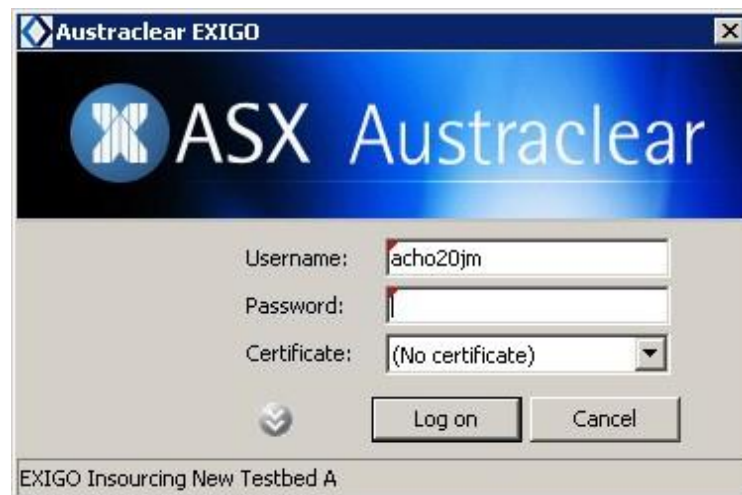 Austraclear EXIGO
ASX Austraclear
Username: acho20jm
Password:
Certificate: (No certificate)
Log on Cancel
EXIGO Insourcing New Testbed A